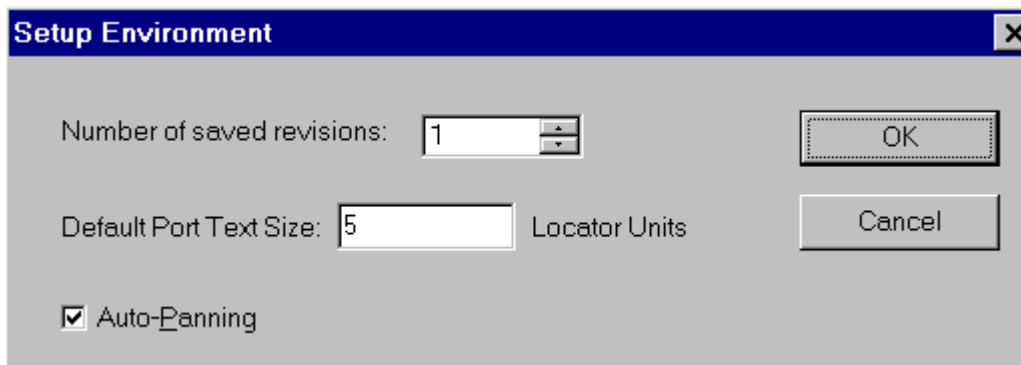 Setup Environment
Number of saved revisions: 1
OK
Default Port Text Size: 5 Locator Units
Cancel
Auto-Panning